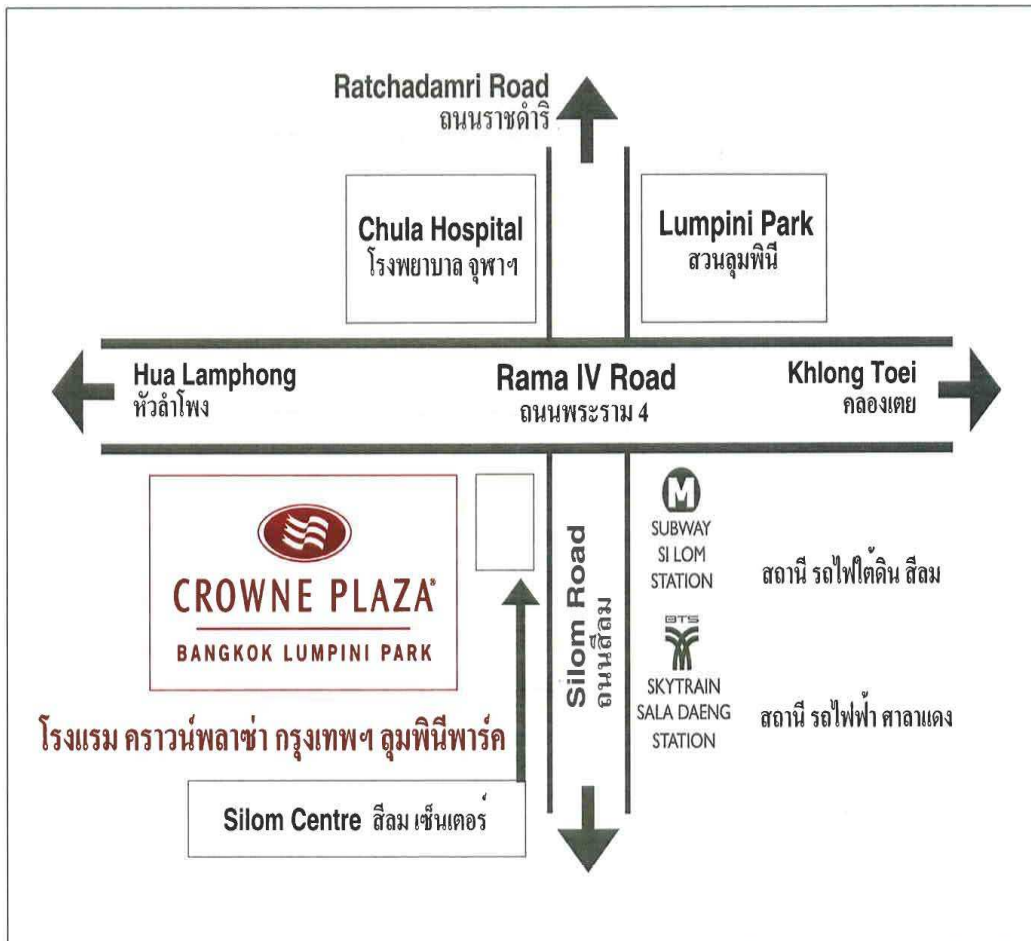 Ratchadamri Road
ถนนราชดำริ
Chula Hospital
โรงพยาบาล จุฬาฯ
Lumpini Park
สวนลุมพินี
Hua Lamphong
หัวลำโพง
Rama IV Road
ถนนพระราม 4
Khlong Toei
คลองเตย
CROWNE PLAZA®
BANGKOK LUMPINI PARK
โรงแรม คราวน์พลาซ่า กรุงเทพฯ ลุมพินีพาร์ค
Silom Centre สีลม เซ็นเตอร์
Silom Road
ถนนสีลม
M
SUBWAY
SI LOM
STATION
สถานี รถไฟใต้ดิน สีลม
BTS
SKYTRAIN
SALA DAENG
STATION
สถานี รถไฟฟ้า ศาลาแดง